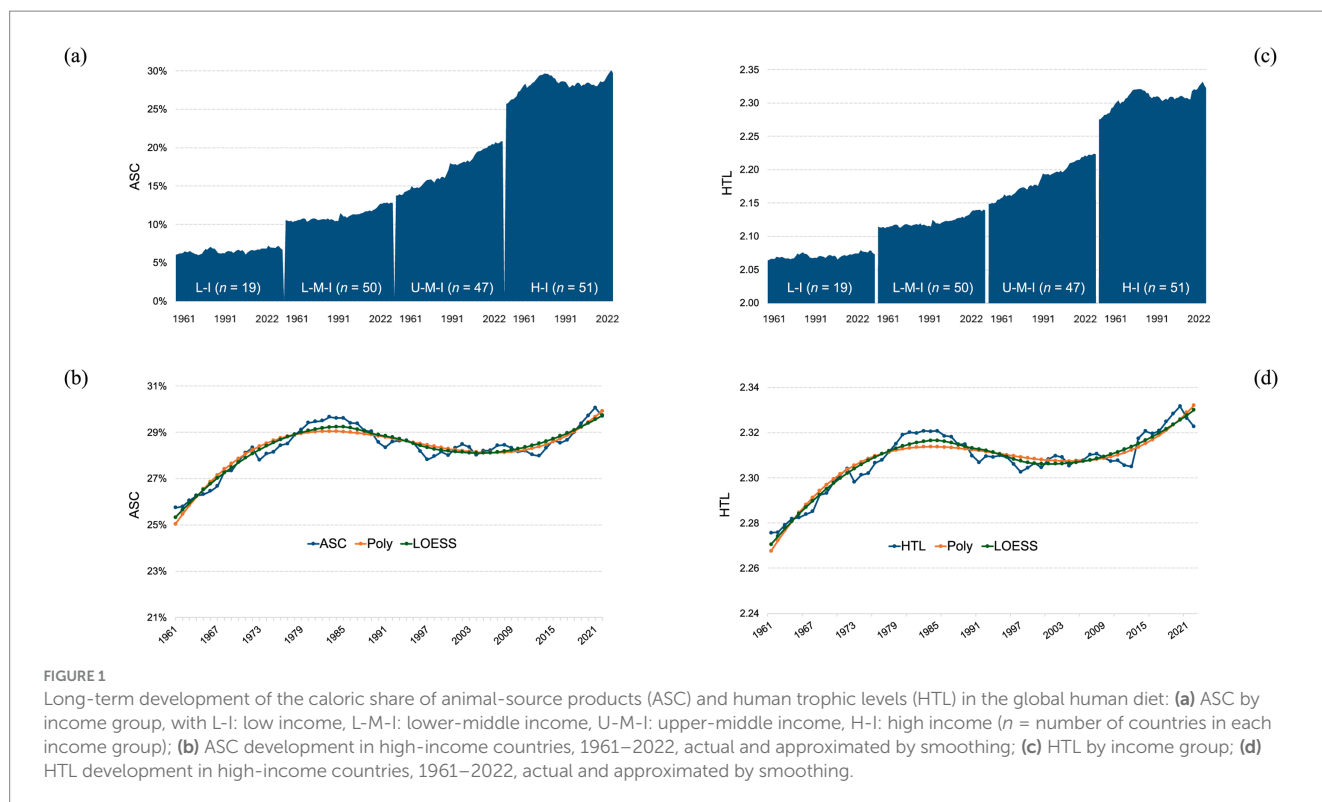 (a)
30%
25%
20%
15%
10%
5%
0%
ASC
L-I (n = 19)
L-M-I (n = 50)
U-M-I (n = 47)
H-I (n = 51)
1961 1991 2022 1961 1991 2022 1961 1991 2022 1961 1991 2022
(c)
2.35
2.30
2.25
2.20
2.15
2.10
2.05
2.00
HTL
L-I (n = 19)
L-M-I (n = 50)
U-M-I (n = 47)
H-I (n = 51)
1961 1991 2022 1961 1991 2022 1961 1991 2022 1961 1991 2022
(b)
31%
29%
27%
25%
23%
21%
ASC
ASC Poly LOESS
1961 1967 1973 1979 1985 1991 1997 2003 2009 2015 2021
(d)
2.34
2.32
2.30
2.28
2.26
2.24
HTL
HTL Poly LOESS
1961 1967 1973 1979 1985 1991 1997 2003 2009 2015 2021
FIGURE 1
Long-term development of the caloric share of animal-source products (ASC) and human trophic levels (HTL) in the global human diet: (a) ASC by
income group, with L-I: low income, L-M-I: lower-middle income, U-M-I: upper-middle income, H-I: high income (n = number of countries in each
income group); (b) ASC development in high-income countries, 1961–2022, actual and approximated by smoothing; (c) HTL by income group; (d)
HTL development in high-income countries, 1961–2022, actual and approximated by smoothing.